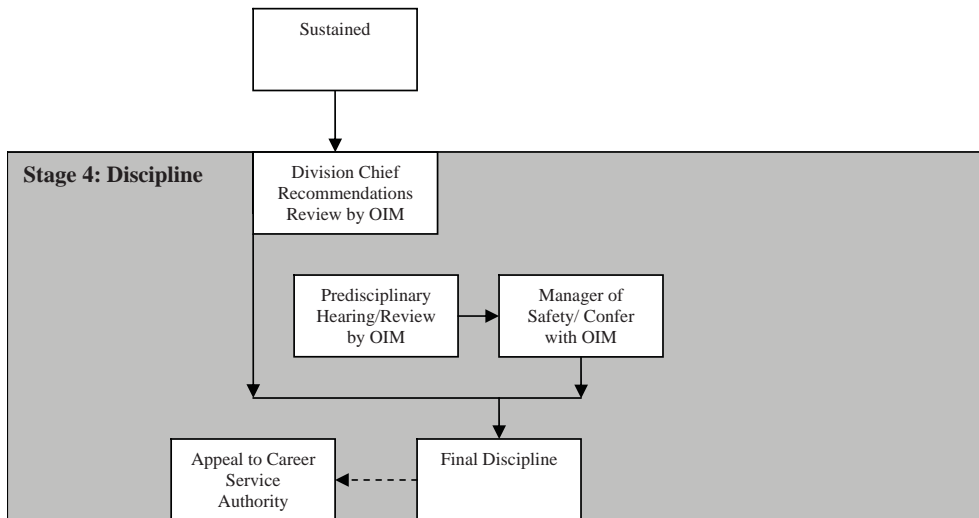 Sustained
Stage 4: Discipline
Division Chief
Recommendations
Review by OIM
Predisciplinary
Hearing/Review
by OIM
Manager of
Safety/ Confer
with OIM
Appeal to Career
Service
Authority
Final Discipline